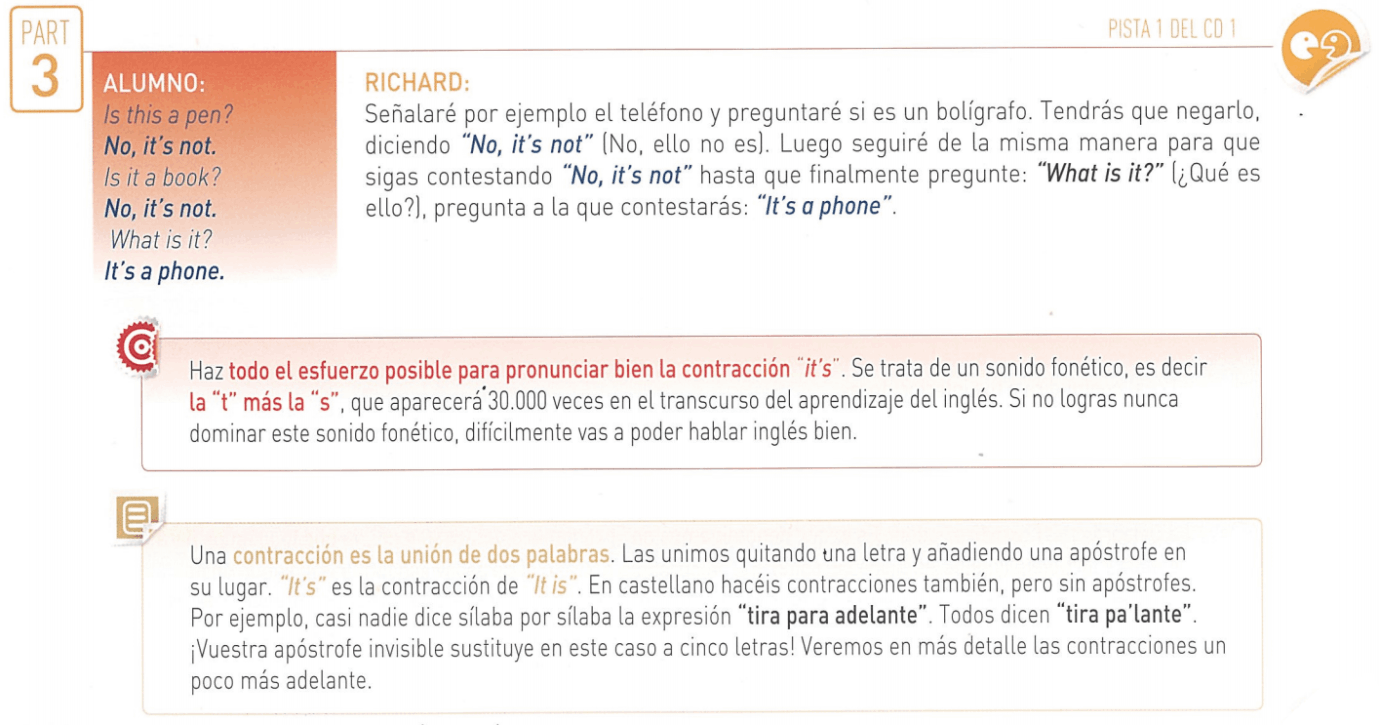 PART
3
PISTA 1 DEL CD 1
ALUMNO:
Is this a pen?
No, it's not.
Is it a book?
No, it's not.
What is it?
It's a phone.
RICHARD:
Señalaré por ejemplo el teléfono y preguntaré si es un bolígrafo. Tendrás que negarlo,
diciendo “No, it's not” (No, ello no es). Luego seguiré de la misma manera para que
sigas contestando “No, it's not” hasta que finalmente pregunte: “What is it?” (¿Qué es
ello?), pregunta a la que contestarás: “It's a phone”.
Haz todo el esfuerzo posible para pronunciar bien la contracción “it's”. Se trata de un sonido fonético, es decir
la “t” más la “s”, que aparecerá 30.000 veces en el transcurso del aprendizaje del inglés. Si no logras nunca
dominar este sonido fonético, difícilmente vas a poder hablar inglés bien.
Una contracción es la unión de dos palabras. Las unimos quitando una letra y añadiendo una apóstrofe en
su lugar. “It's” es la contracción de “It is”. En castellano hacéis contracciones también, pero sin apóstrofes.
Por ejemplo, casi nadie dice sílaba por sílaba la expresión “tira para adelante”. Todos dicen “tira pa'lante”.
¡Vuestra apóstrofe invisible sustituye en este caso a cinco letras! Veremos en más detalle las contracciones un
poco más adelante.